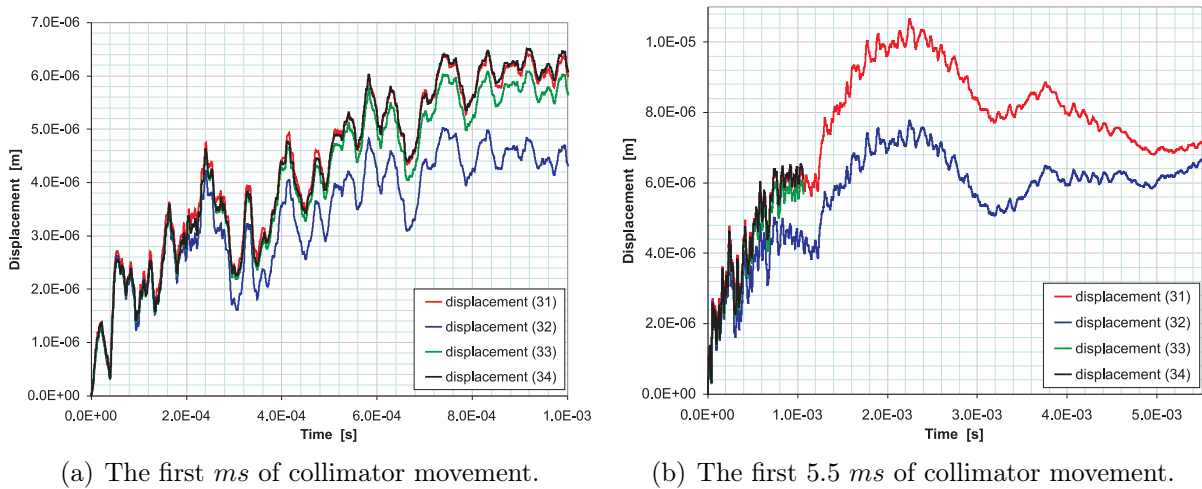 7.0E-06
6.0E-06
5.0E-06
4.0E-06
3.0E-06
2.0E-06
1.0E-06
0.0E+00
Displacement [m]
0.0E+00 2.0E-04 4.0E-04 6.0E-04 8.0E-04 1.0E-03
Time [s]
displacement (31)
displacement (32)
displacement (33)
displacement (34)
(a) The first ms of collimator movement.
1.0E-05
8.0E-06
6.0E-06
4.0E-06
2.0E-06
0.0E+00
Displacement [m]
0.0E+00 1.0E-03 2.0E-03 3.0E-03 4.0E-03 5.0E-03
Time [s]
displacement (31)
displacement (32)
displacement (33)
displacement (34)
(b) The first 5.5 ms of collimator movement.